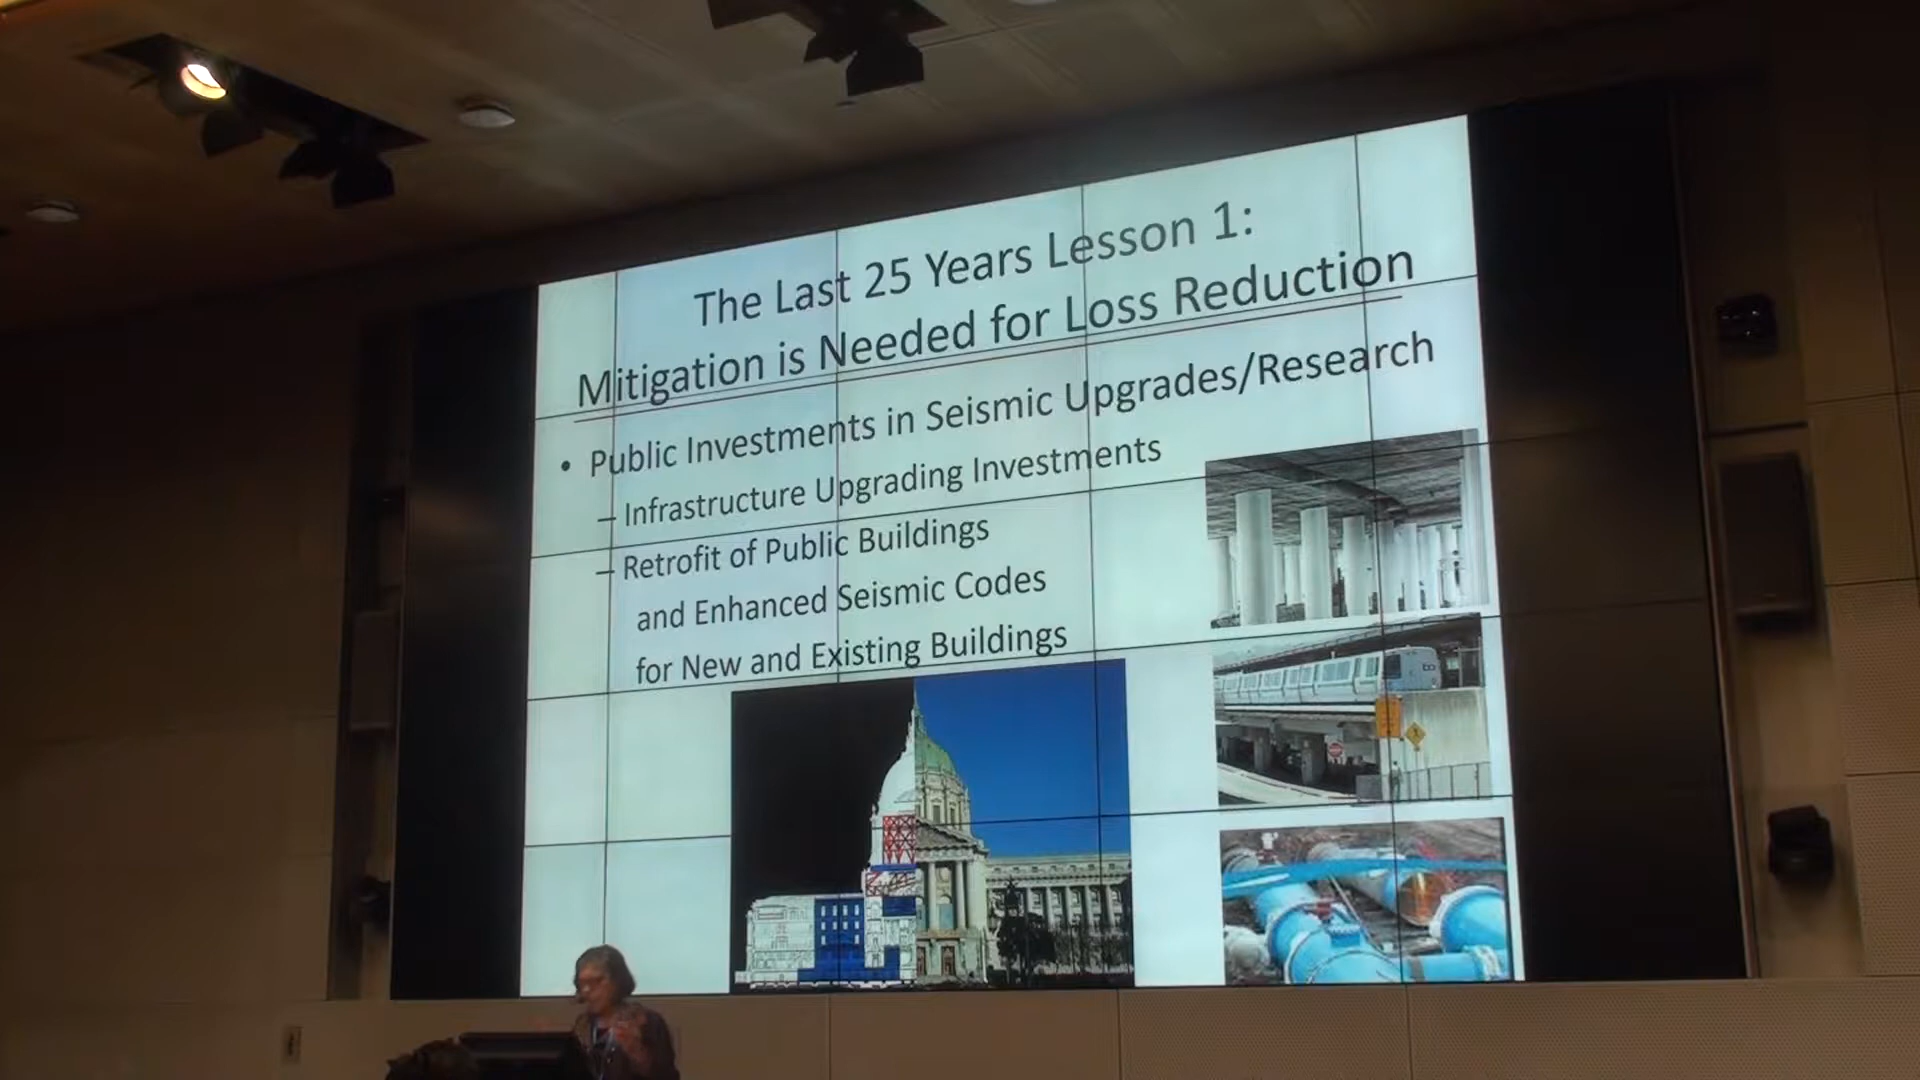 The Last 25 Years Lesson 1:
Mitigation is Needed for Loss Reduction
• Public Investments in Seismic Upgrades/Research
– Infrastructure Upgrading Investments
– Retrofit of Public Buildings
and Enhanced Seismic Codes
for New and Existing Buildings